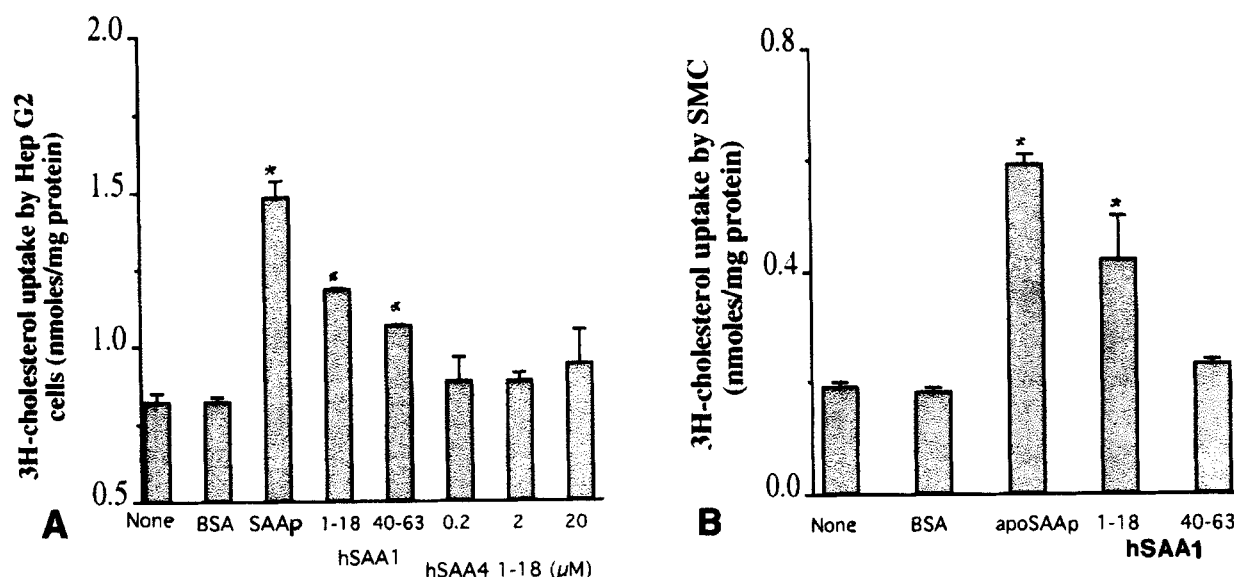 3H-cholesterol uptake by Hep G2
cells (nmoles/mg protein)
2.0
1.5
1.0
0.5
*
*
*
None BSA SAAp 1-18 40-63 0.2 2 20
hSAA1
hSAA4 1-18 (μM)
A
3H-cholesterol uptake by SMC
(nmoles/mg protein)
0.8
0.4
0.0
*
*
None BSA apoSAAp 1-18 40-63
hSAA1
B